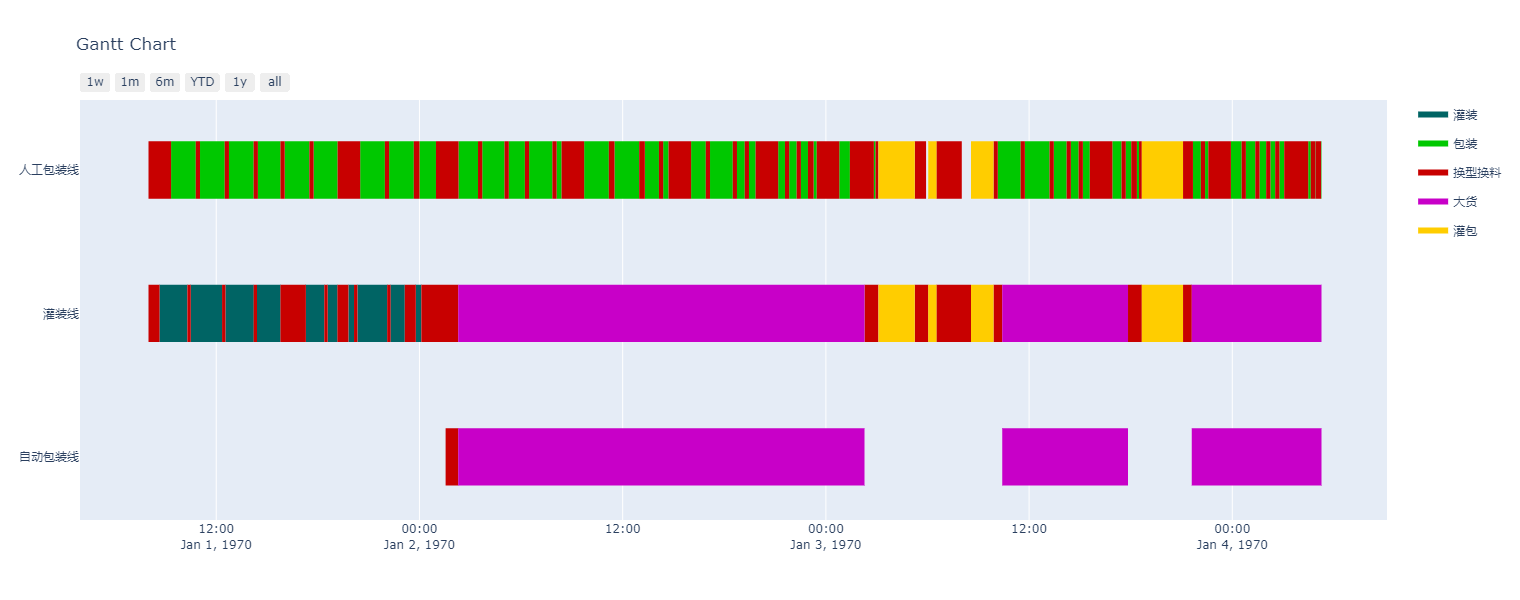 Gantt Chart
1w 1m 6m YTD 1y all
灌装
包装
换型换料
大货
灌包
人工包装线
灌装线
自动包装线
12:00 00:00 12:00 00:00 12:00 00:00
Jan 1, 1970 Jan 2, 1970 Jan 3, 1970 Jan 4, 1970